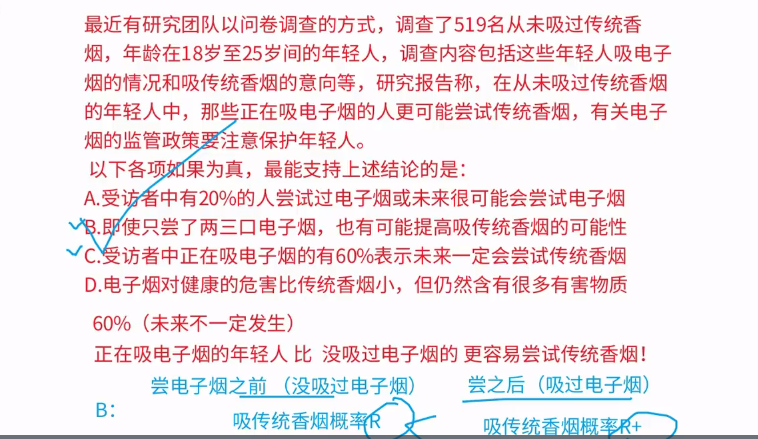 最近有研究团队以问卷调查的方式，调查了519名从未吸过传统香
烟，年龄在18岁至25岁间的年轻人，调查内容包括这些年轻人吸电子
烟的情况和吸传统香烟的意向等，研究报告称，在从未吸过传统香烟
的年轻人中，那些正在吸电子烟的人更可能尝试传统香烟，有关电子
烟的监管政策要注意保护年轻人。
以下各项如果为真，最能支持上述结论的是：
A.受访者中有20%的人尝试过电子烟或未来很可能会尝试电子烟
B.即使只尝了两三口电子烟，也有可能提高吸传统香烟的可能性
C.受访者中正在吸电子烟的有60%表示未来一定会尝试传统香烟
D.电子烟对健康的危害比传统香烟小，但仍然含有很多有害物质
60%（未来不一定发生）
正在吸电子烟的年轻人 比 没吸过电子烟的 更容易尝试传统香烟！
尝电子烟之前 （没吸过电子烟） 尝之后（吸过电子烟）
B：
吸传统香烟概率R 吸传统香烟概率R+